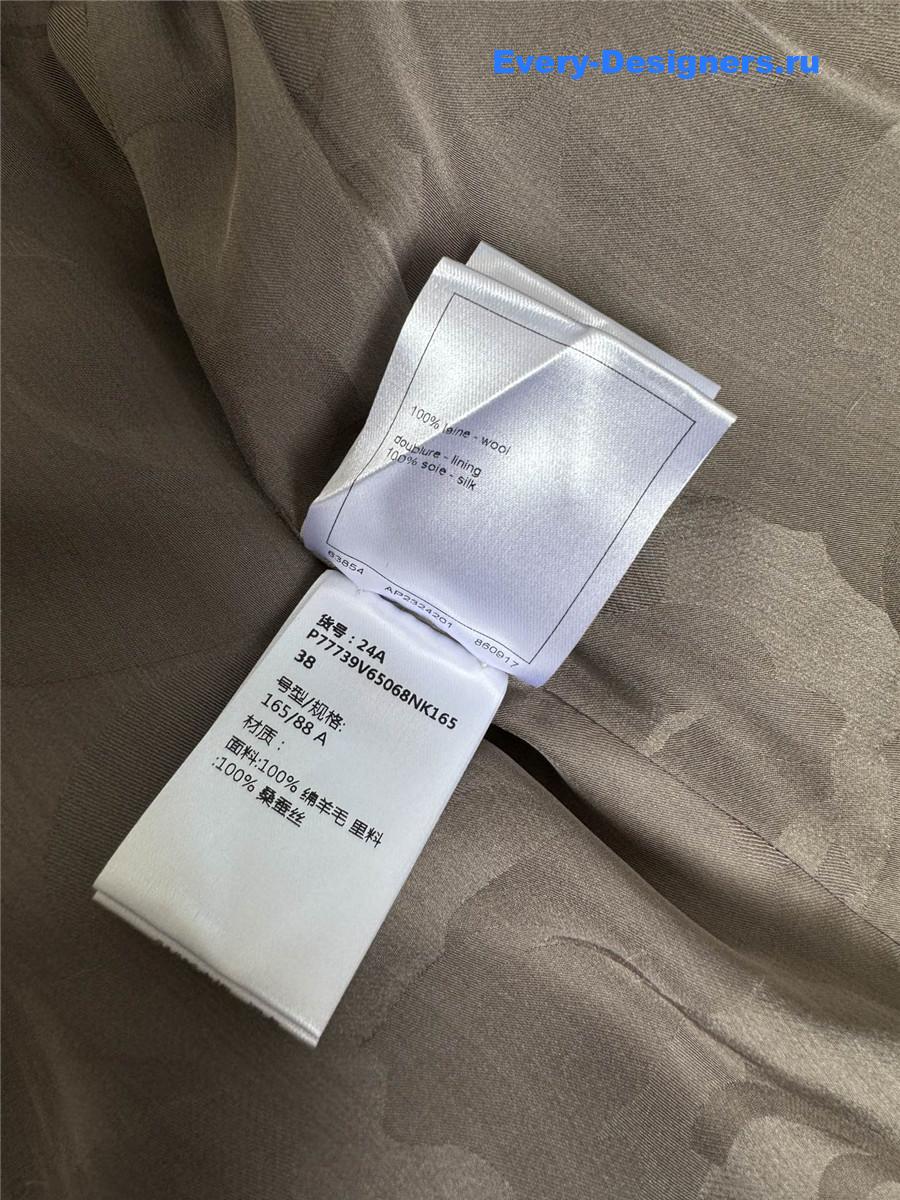 Every-Designers.ru
100% laine - wool
doublure - lining
100% soie - silk
63854 AP2324201 860917
货号：24A
P77739V65068NK165
38
号型/规格:
165/88 A
材质：
面料:100% 绵羊毛 里料
:100% 桑蚕丝